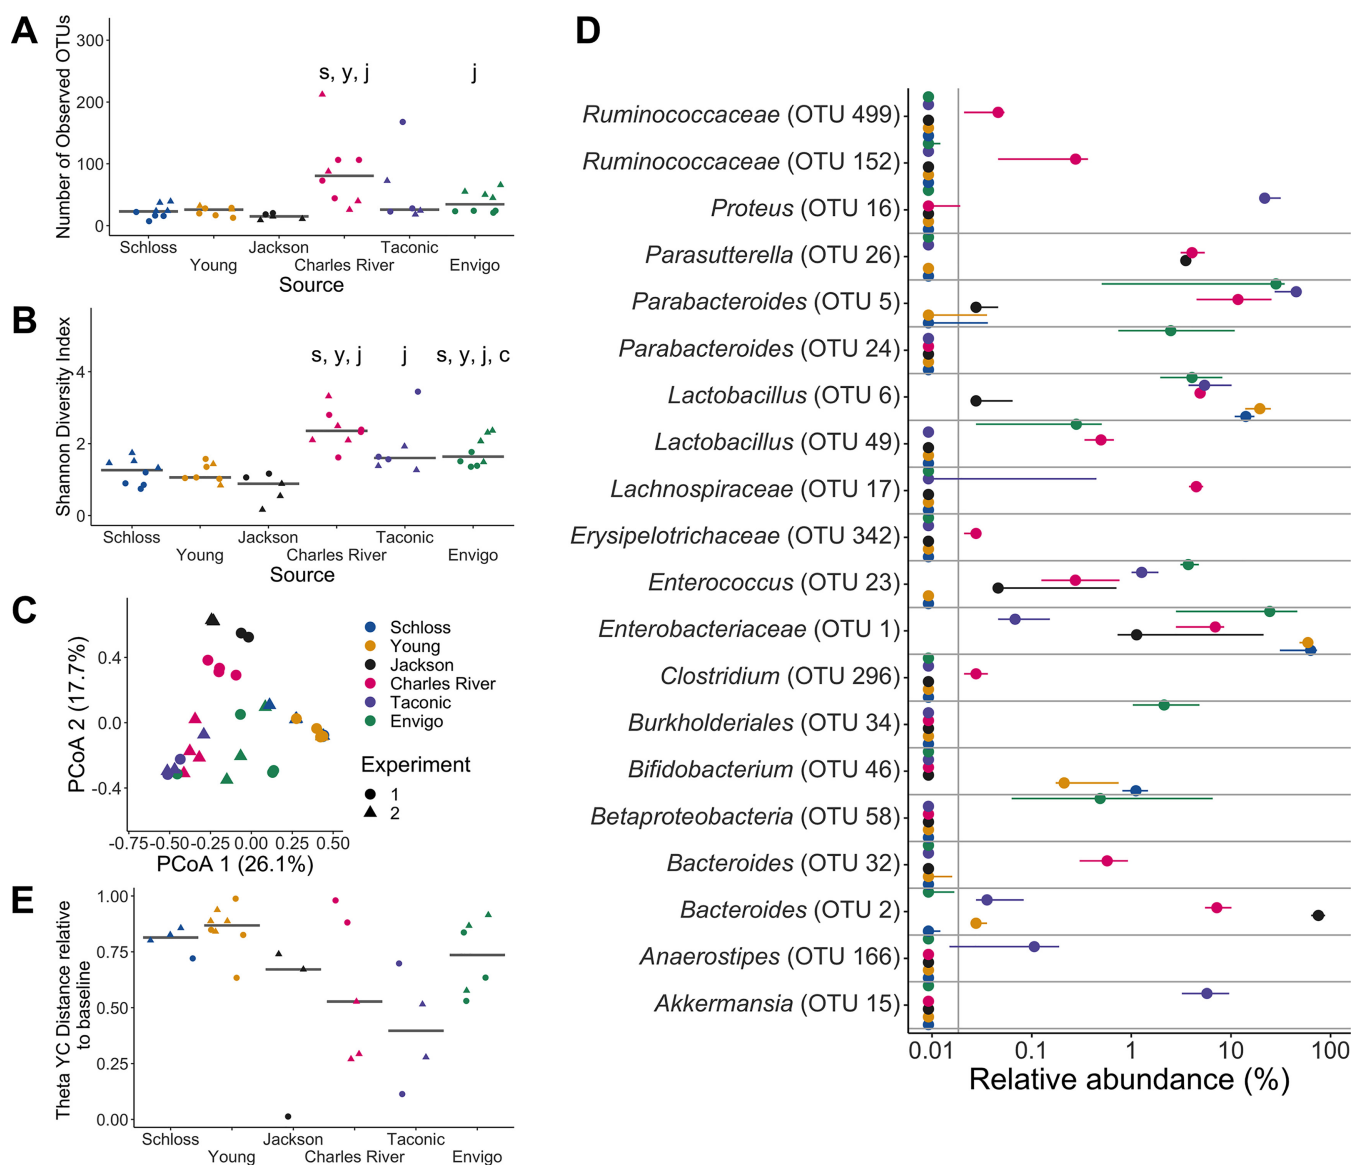 A
Number of Observed OTUs
300
200
100
0
s, y, j
j
Schloss
Young
Jackson
Charles River
Taconic
Envigo
Source
B
Shannon Diversity Index
4
2
0
s, y, j
j
s, y, j, c
Schloss
Young
Jackson
Charles River
Taconic
Envigo
Source
C
PCoA 2 (17.7%)
0.4
0.0
-0.4
-0.75
-0.50
-0.25
0.00
0.25
0.50
PCoA 1 (26.1%)
Schloss
Young
Jackson
Charles River
Taconic
Envigo
Experiment
1
2
E
Theta YC Distance relative
to baseline
1.00
0.75
0.50
0.25
0.00
Schloss
Young
Jackson
Charles River
Taconic
Envigo
D
Ruminococcaceae (OTU 499)
Ruminococcaceae (OTU 152)
Proteus (OTU 16)
Parasutterella (OTU 26)
Parabacteroides (OTU 5)
Parabacteroides (OTU 24)
Lactobacillus (OTU 6)
Lactobacillus (OTU 49)
Lachnospiraceae (OTU 17)
Erysipelotrichaceae (OTU 342)
Enterococcus (OTU 23)
Enterobacteriaceae (OTU 1)
Clostridium (OTU 296)
Burkholderiales (OTU 34)
Bifidobacterium (OTU 46)
Betaproteobacteria (OTU 58)
Bacteroides (OTU 32)
Bacteroides (OTU 2)
Anaerostipes (OTU 166)
Akkermansia (OTU 15)
0.01
0.1
1
10
100
Relative abundance (%)